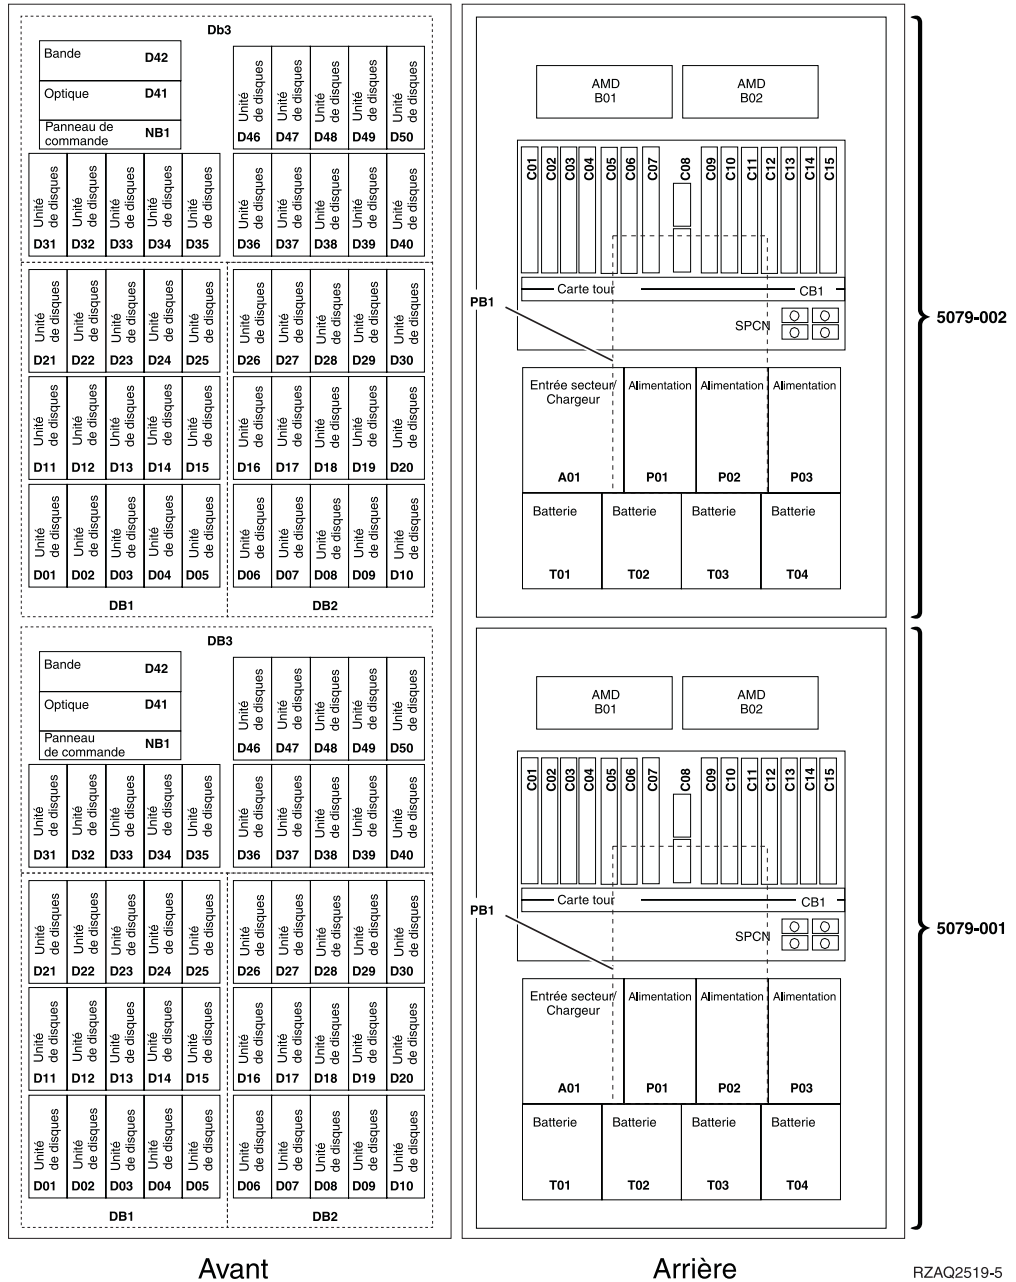 Db3
Bande D42
Optique D41
Panneau de
commande NB1
Unité de disques D46
Unité de disques D47
Unité de disques D48
Unité de disques D49
Unité de disques D50
Unité de disques D31
Unité de disques D32
Unité de disques D33
Unité de disques D34
Unité de disques D35
Unité de disques D36
Unité de disques D37
Unité de disques D38
Unité de disques D39
Unité de disques D40
Unité de disques D21
Unité de disques D22
Unité de disques D23
Unité de disques D24
Unité de disques D25
Unité de disques D26
Unité de disques D27
Unité de disques D28
Unité de disques D29
Unité de disques D30
Unité de disques D11
Unité de disques D12
Unité de disques D13
Unité de disques D14
Unité de disques D15
Unité de disques D16
Unité de disques D17
Unité de disques D18
Unité de disques D19
Unité de disques D20
Unité de disques D01
Unité de disques D02
Unité de disques D03
Unité de disques D04
Unité de disques D05
Unité de disques D06
Unité de disques D07
Unité de disques D08
Unité de disques D09
Unité de disques D10
DB1 DB2
AMD
B01
AMD
B02
C01 C02 C03 C04 C05 C06 C07 C08 C09 C10 C11 C12 C13 C14 C15
Carte tour CB1
PB1
SPCN
5079-002
Entrée secteur/
Chargeur
A01
Alimentation
P01
Alimentation
P02
Alimentation
P03
Batterie
T01
Batterie
T02
Batterie
T03
Batterie
T04
DB3
Bande D42
Optique D41
Panneau
de commande NB1
Unité de disques D46
Unité de disques D47
Unité de disques D48
Unité de disques D49
Unité de disques D50
Unité de disques D31
Unité de disques D32
Unité de disques D33
Unité de disques D34
Unité de disques D35
Unité de disques D36
Unité de disques D37
Unité de disques D38
Unité de disques D39
Unité de disques D40
Unité de disques D21
Unité de disques D22
Unité de disques D23
Unité de disques D24
Unité de disques D25
Unité de disques D26
Unité de disques D27
Unité de disques D28
Unité de disques D29
Unité de disques D30
Unité de disques D11
Unité de disques D12
Unité de disques D13
Unité de disques D14
Unité de disques D15
Unité de disques D16
Unité de disques D17
Unité de disques D18
Unité de disques D19
Unité de disques D20
Unité de disques D01
Unité de disques D02
Unité de disques D03
Unité de disques D04
Unité de disques D05
Unité de disques D06
Unité de disques D07
Unité de disques D08
Unité de disques D09
Unité de disques D10
DB1 DB2
AMD
B01
AMD
B02
C01 C02 C03 C04 C05 C06 C07 C08 C09 C10 C11 C12 C13 C14 C15
Carte tour CB1
PB1
SPCN
5079-001
Entrée secteur/
Chargeur
A01
Alimentation
P01
Alimentation
P02
Alimentation
P03
Batterie
T01
Batterie
T02
Batterie
T03
Batterie
T04
Avant
Arrière
RZAQ2519-5